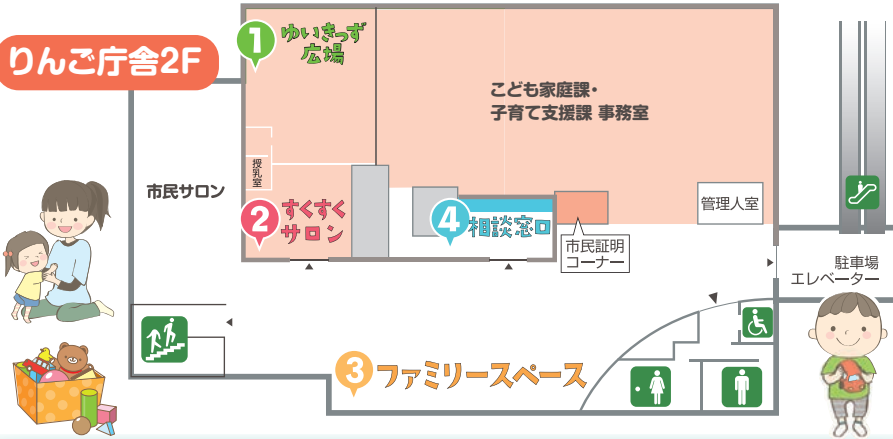 りんご庁舎2F
1
ゆいきっず
広場
こども家庭課・
子育て支援課 事務室
授乳室
市民サロン
2
すくすく
サロン
4
相談窓口
管理人室
市民証明
コーナー
駐車場
エレベーター
3
ファミリースペース